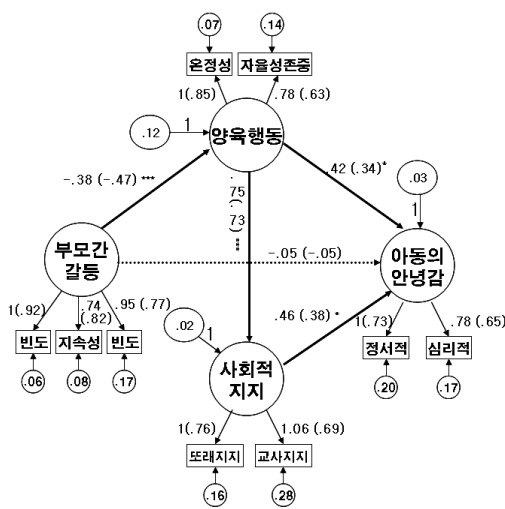 .07
.14
온정성
자율성존중
1(.85)
.78 (.63)
.12
1
양육행동
-.38 (-.47) ***
.75 (.73) ***
.42 (.34)*
.03
1
부모간
갈등
-.05 (-.05)
아동의
안녕감
1(.92)
.74
(.82)
.95 (.77)
.02
1
.46 (.38) *
1(.73)
.78 (.65)
빈도
지속성
빈도
사회적
지지
정서적
심리적
.06
.08
.17
.20
.17
1(.76)
1.06 (.69)
또래지지
교사지지
.16
.28